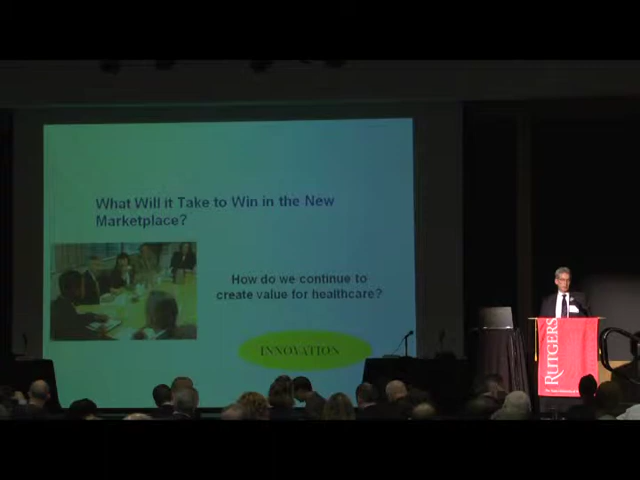 What Will it Take to Win in the New
Marketplace?
How do we continue to
create value for healthcare?
INNOVATION
RUTGERS